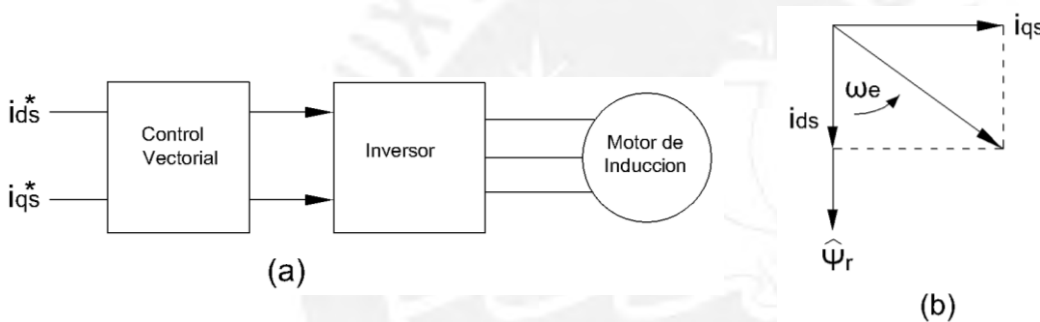 ids*
iqs*
Control
Vectorial
Inversor
Motor de
Induccion
(a)
iqs
ωe
ids
Ψ̂r
(b)